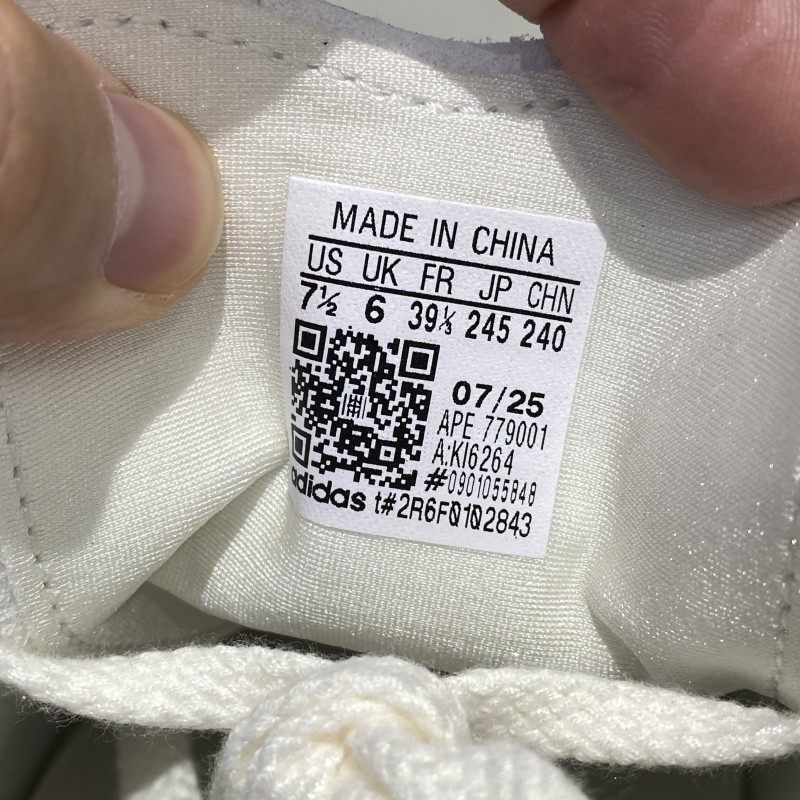 MADE IN CHINA
US UK FR JP CHN
7½ 6 39⅓ 245 240
07/25
APE 779001
A:KI6264
#0901055848
adidas t#2R6F0102843